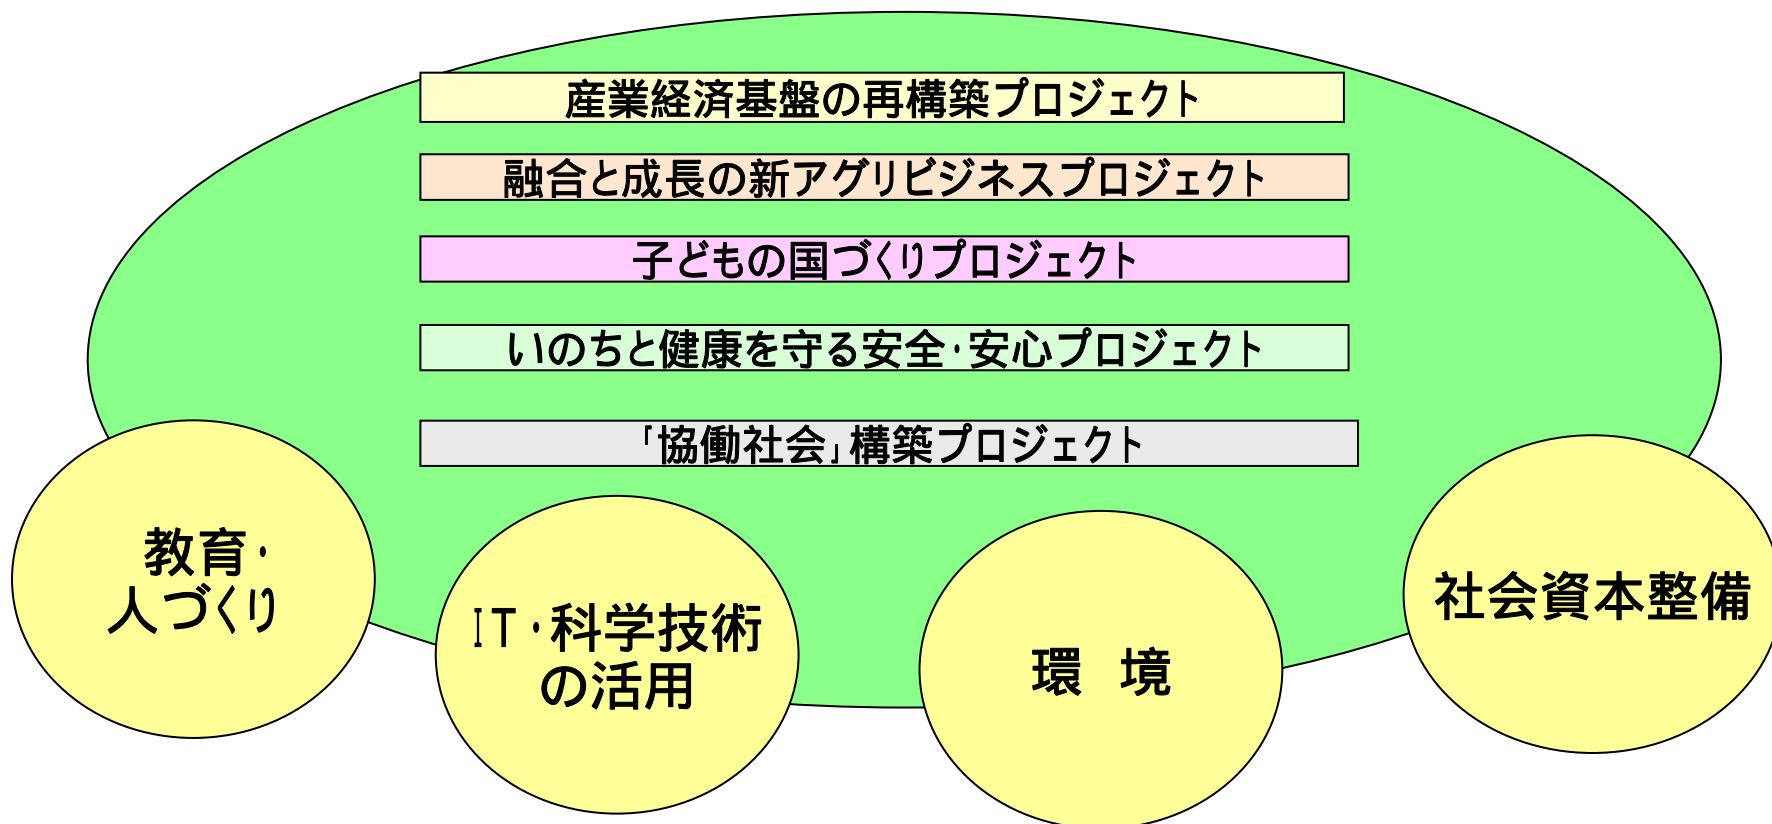 産業経済基盤の再構築プロジェクト
融合と成長の新アグリビジネスプロジェクト
子どもの国づくりプロジェクト
いのちと健康を守る安全・安心プロジェクト
「協働社会」構築プロジェクト
教育・
人づくり
IT・科学技術
の活用
環　境
社会資本整備